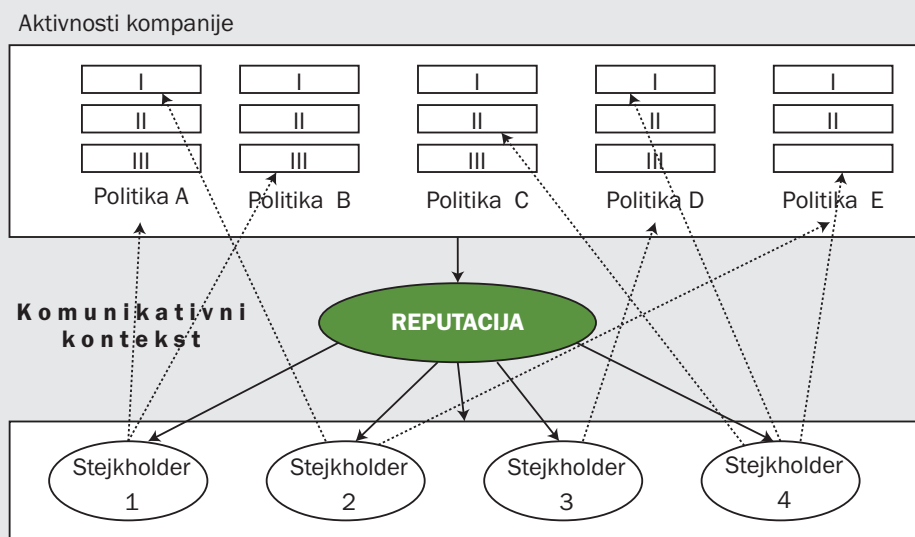 Aktivnosti kompanije
I I I I I
II II II II II
III III III III
Politika A Politika B Politika C Politika D Politika E
Komunikativni
kontekst
REPUTACIJA
Stejkholder Stejkholder Stejkholder Stejkholder
1 2 3 4